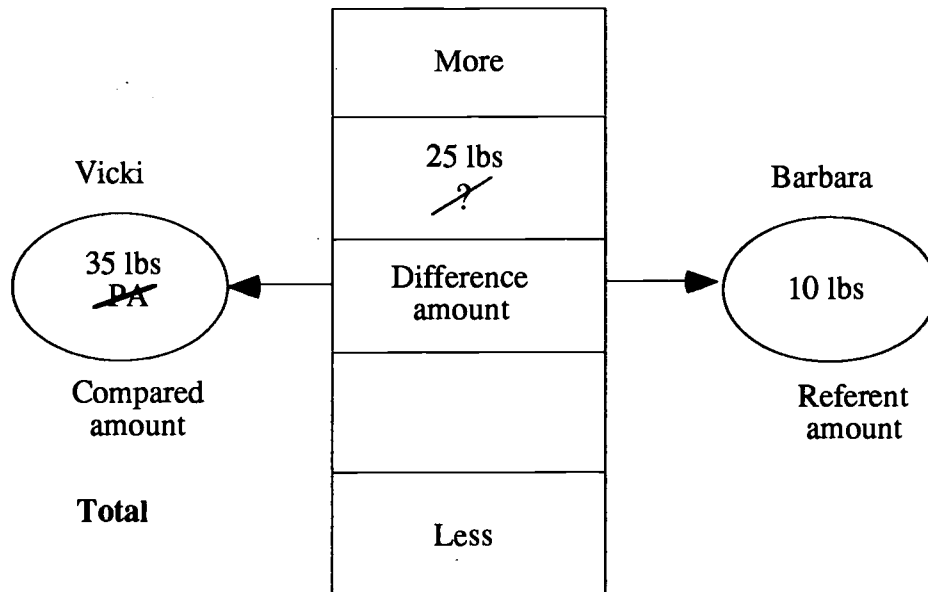 More
25 lbs
?
Vicki
Barbara
35 lbs
PA
Difference
amount
10 lbs
Compared
amount
Referent
amount
Total
Less